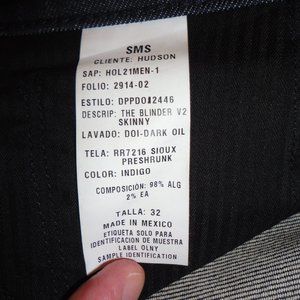 SMS
CLIENTE: HUDSON
SAP: HOL21MEN-1
FOLIO: 2914-02
ESTILO: DPPDO12446
DESCRIP: THE BLINDER V2
SKINNY
LAVADO: DOI-DARK OIL
TELA: RR7216 SIOUX
PRESHRUNK
COLOR: INDIGO
COMPOSICIÓN: 98% ALG
2% EA
TALLA: 32
MADE IN MEXICO
ETIQUETA SOLO PARA
IDENTIFICACION DE MUESTRA
LABEL OLNY
SAMPLE IDENTIFICATION